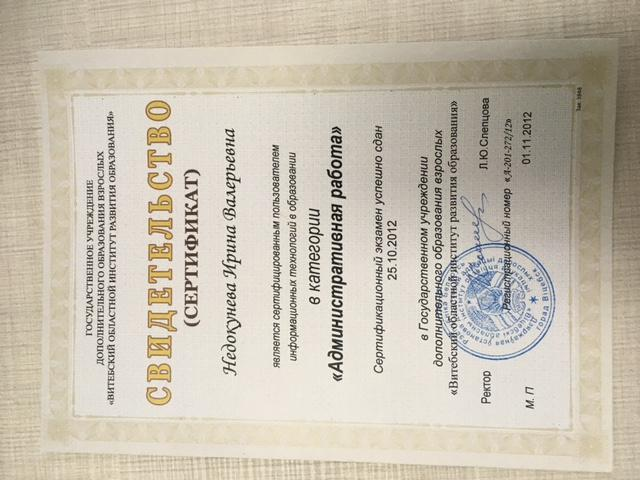 ГОСУДАРСТВЕННОЕ УЧРЕЖДЕНИЕ
ДОПОЛНИТЕЛЬНОГО ОБРАЗОВАНИЯ ВЗРОСЛЫХ
«ВИТЕБСКИЙ ОБЛАСТНОЙ ИНСТИТУТ РАЗВИТИЯ ОБРАЗОВАНИЯ»
СВИДЕТЕЛЬСТВО
(СЕРТИФИКАТ)
Недокунева Ирина Валерьевна
является сертифицированным пользователем
информационных технологий в образовании
в категории
«Административная работа»
Сертификационный экзамен успешно сдан
25.10.2012
в Государственном учреждении
дополнительного образования взрослых
«Витебский областной институт развития образования»
Ректор Л.Ю.Слепцова
Регистрационный номер «А-201-272/12»
М. П 01.11.2012